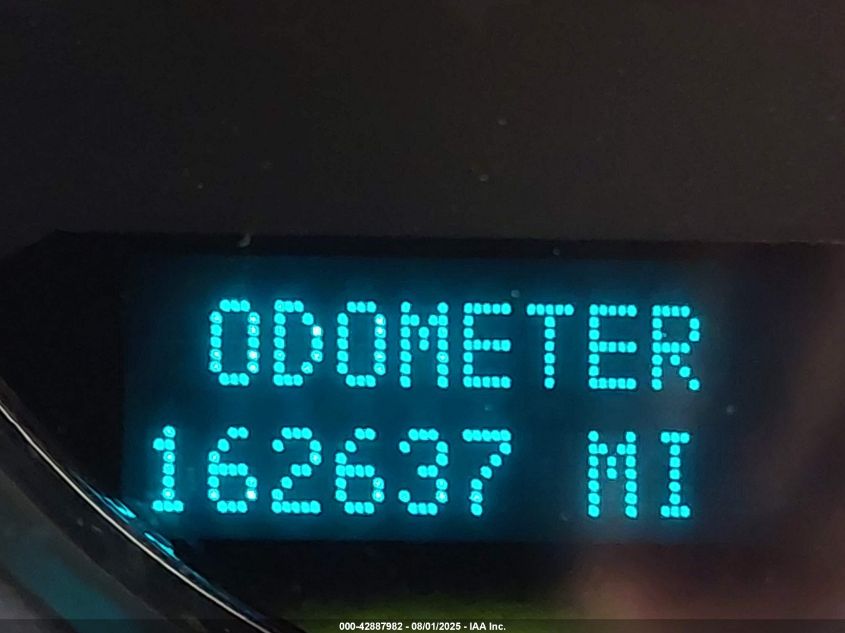 ODOMETER
162637 MI
000-42887982 - 08/01/2025 - IAA Inc.